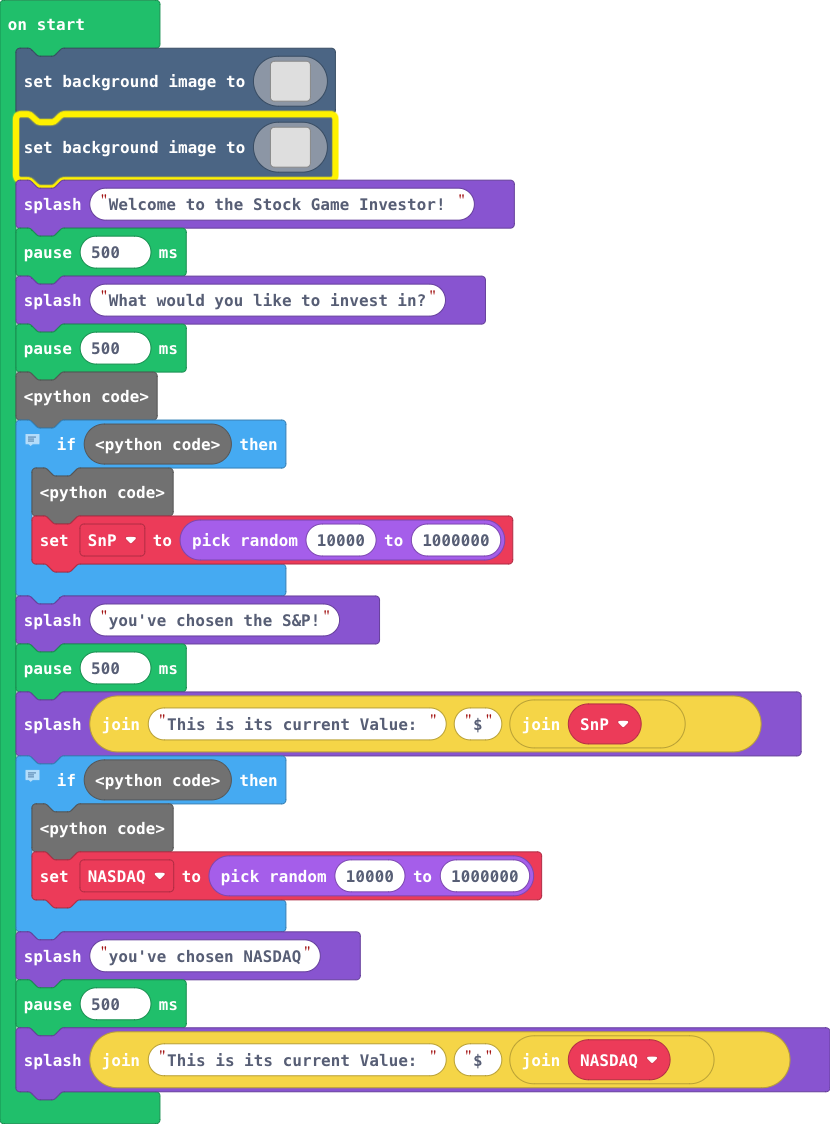 on start
set background image to
set background image to
splash "Welcome to the Stock Game Investor! "
pause 500 ms
splash "What would you like to invest in?"
pause 500 ms
<python code>
if <python code> then
<python code>
set SnP to pick random 10000 to 1000000
splash "you've chosen the S&P!"
pause 500 ms
splash join "This is its current Value: " "$" join SnP
if <python code> then
<python code>
set NASDAQ to pick random 10000 to 1000000
splash "you've chosen NASDAQ"
pause 500 ms
splash join "This is its current Value: " "$" join NASDAQ